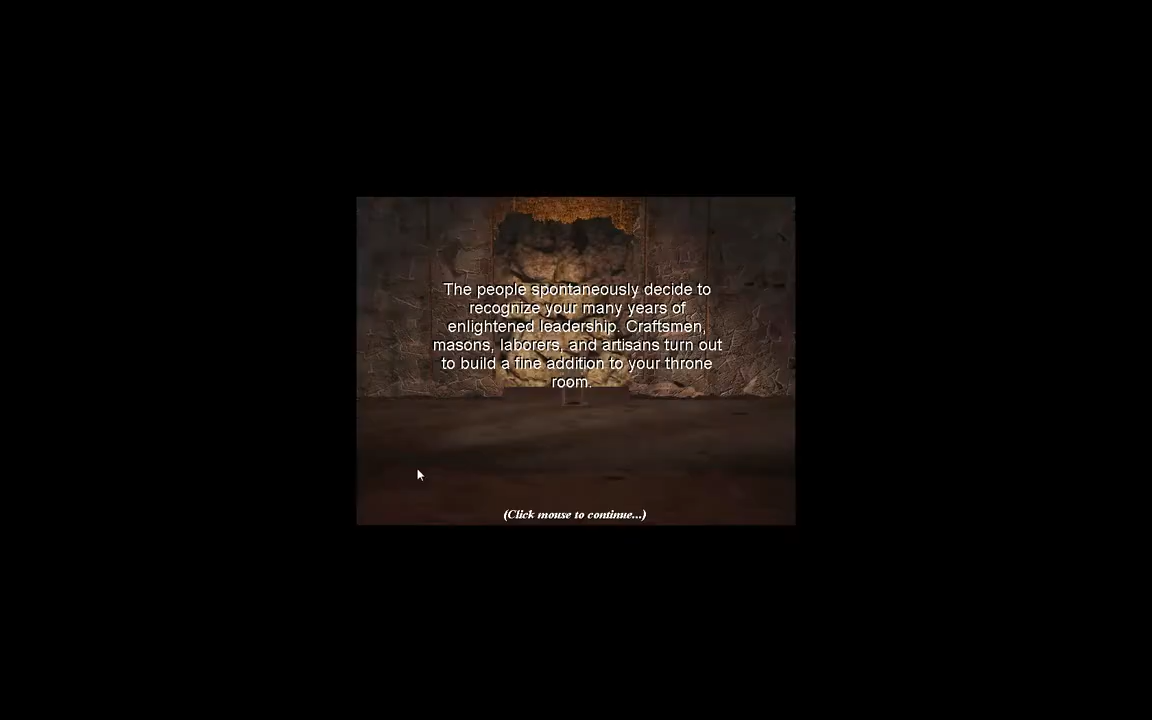 The people spontaneously decide to
recognize your many years of
enlightened leadership. Craftsmen,
masons, laborers, and artisans turn out
to build a fine addition to your throne
room.
(Click mouse to continue...)